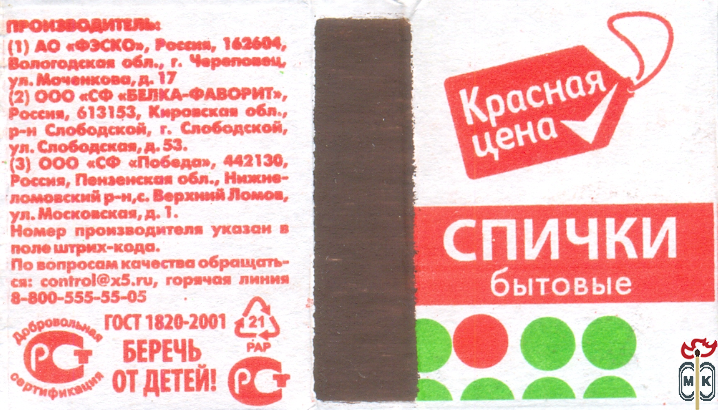 ПРОИЗВОДИТЕЛЬ:
(1) АО «ФЭСКО», Россия, 162604,
Вологодская обл., г. Череповец,
ул. Моченкова, д. 17
(2) ООО «СФ «БЕЛКА-ФАВОРИТ»,
Россия, 613153, Кировская обл.,
р-н Слободской, г. Слободской,
ул. Слободская, д. 53.
(3) ООО «СФ «Победа», 442130,
Россия, Пензенская обл., Нижне-
ломовский р-н, с. Верхний Ломов,
ул. Московская, д. 1.
Номер производителя указан в
поле штрих-кода.
По вопросам качества обращать-
ся: control@x5.ru, горячая линия
8-800-555-55-05
Добровольная
РСТ
сертификация
ГОСТ 1820-2001
БЕРЕЧЬ
ОТ ДЕТЕЙ!
21
PAP
РСТ
Красная
цена
СПИЧКИ
бытовые
МК